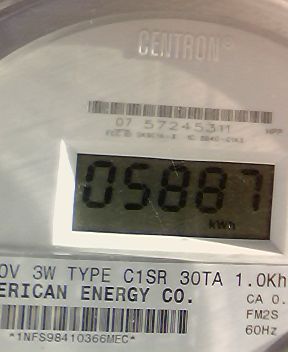 CENTRON®
07 57245311
05887
kWh
0V 3W TYPE C1SR 30TA 1.0Kh
ERICAN ENERGY CO.
CA 0.
FM2S
60Hz
*1NFS98410366MEC*